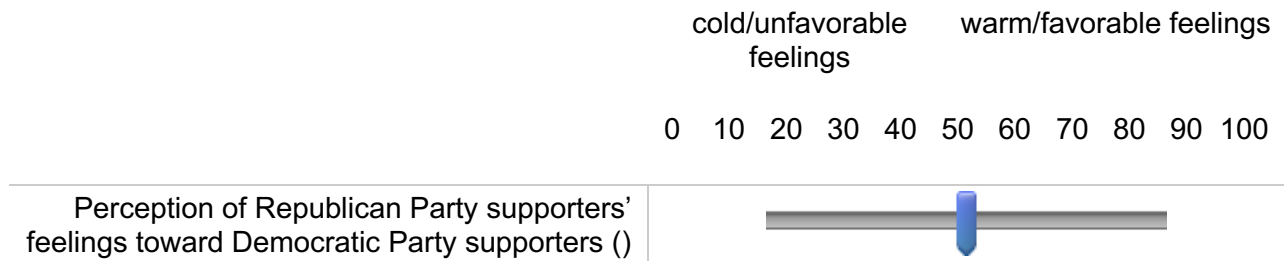 cold/unfavorable feelings
warm/favorable feelings
0 10 20 30 40 50 60 70 80 90 100
Perception of Republican Party supporters’
feelings toward Democratic Party supporters ()